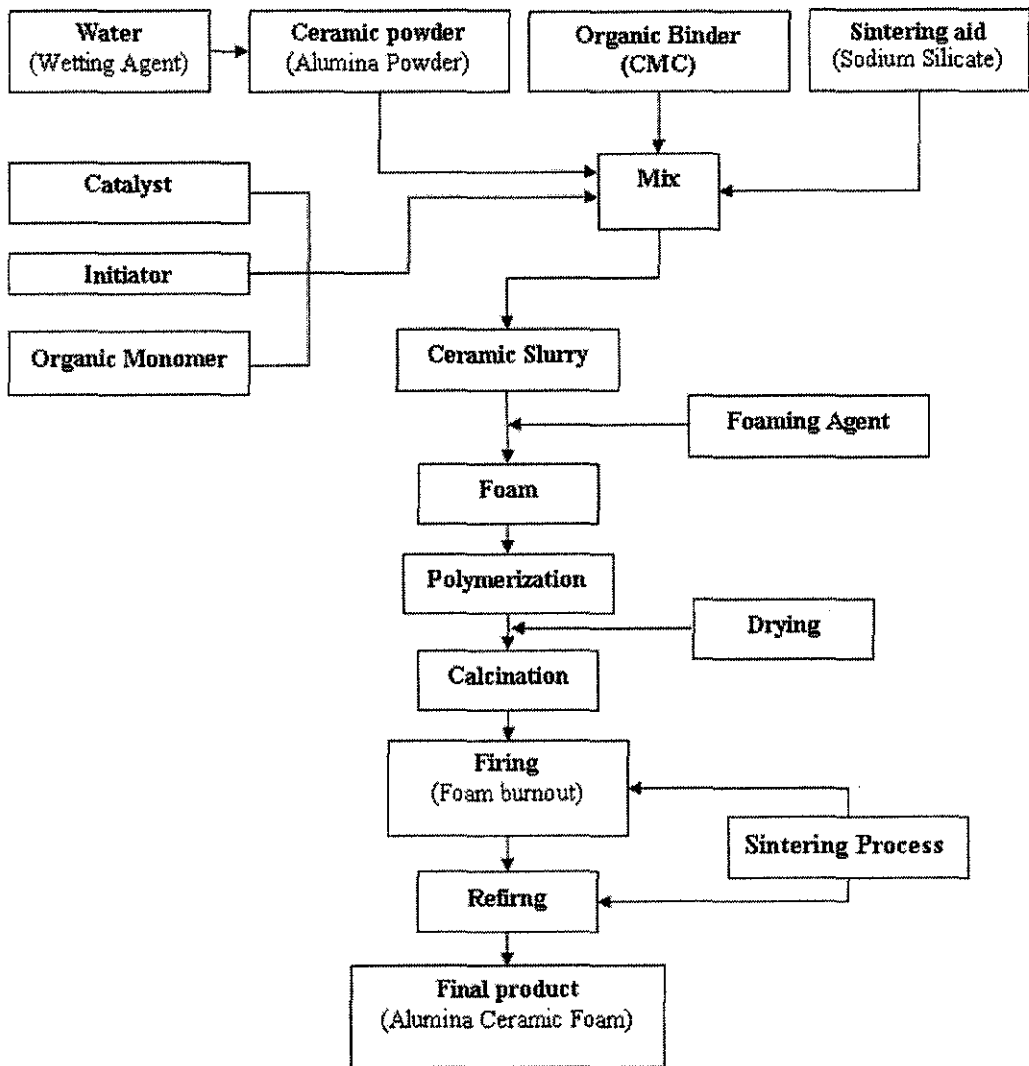 Water
(Wetting Agent)
Ceramic powder
(Alumina Powder)
Organic Binder
(CMC)
Sintering aid
(Sodium Silicate)
Catalyst
Mix
Initiator
Organic Monomer
Ceramic Slurry
Foaming Agent
Foam
Polymerization
Drying
Calcination
Firing
(Foam burnout)
Sintering Process
Refirng
Final product
(Alumina Ceramic Foam)